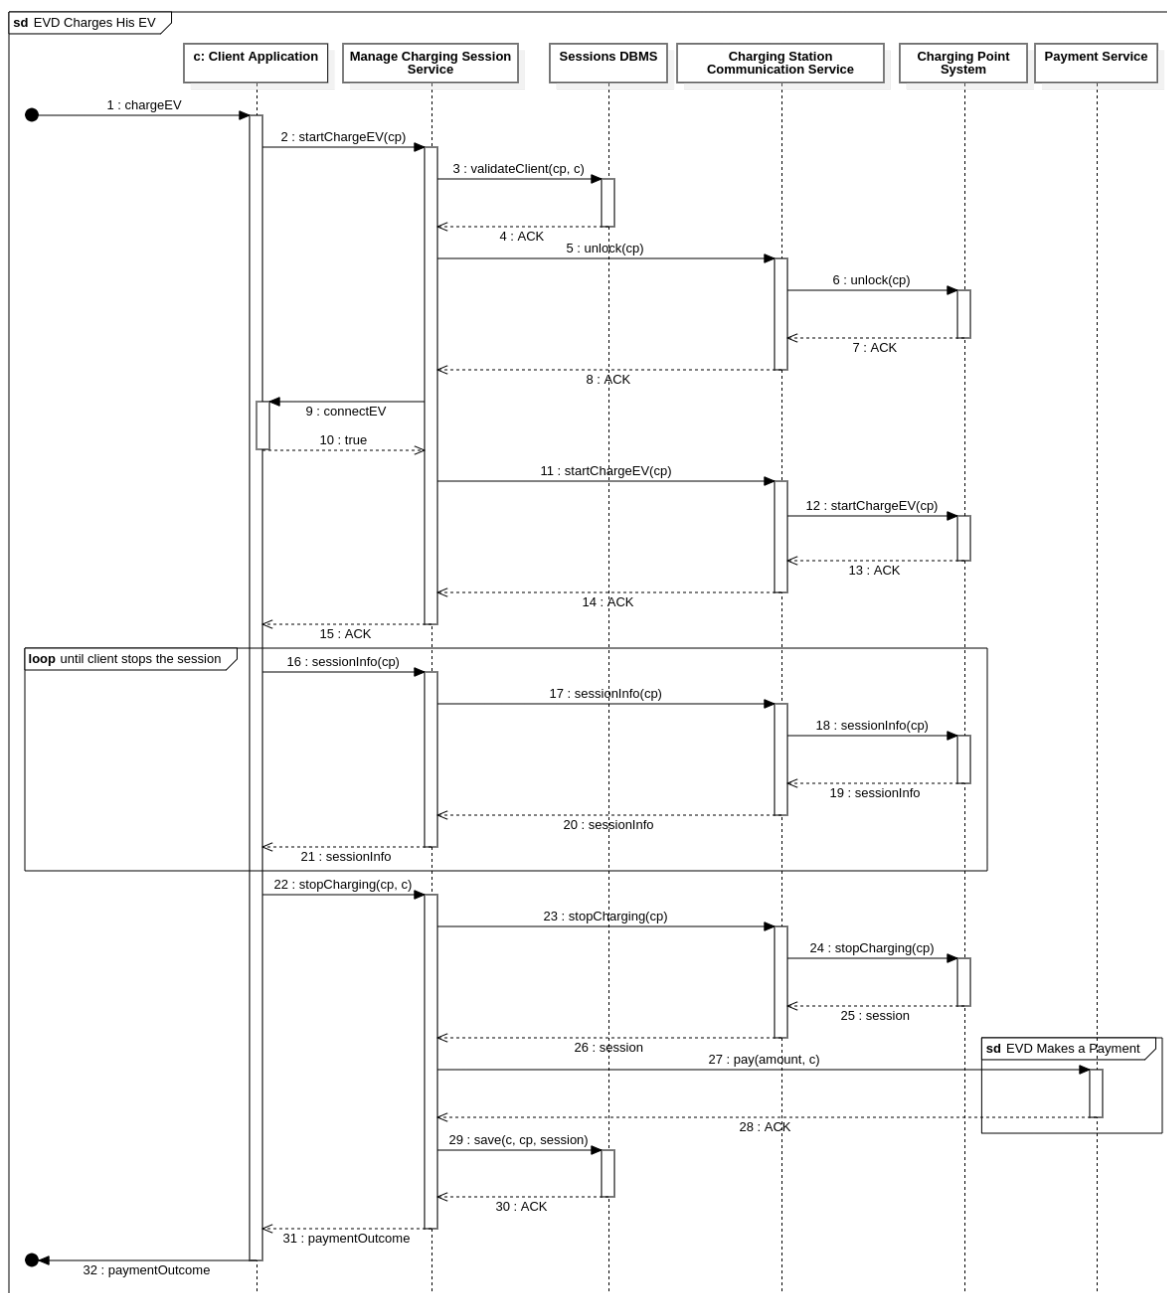 sd EVD Charges His EV
c: Client Application
Manage Charging Session
Service
Sessions DBMS
Charging Station
Communication Service
Charging Point
System
Payment Service
1 : chargeEV
2 : startChargeEV(cp)
3 : validateClient(cp, c)
4 : ACK
5 : unlock(cp)
6 : unlock(cp)
7 : ACK
8 : ACK
9 : connectEV
10 : true
11 : startChargeEV(cp)
12 : startChargeEV(cp)
13 : ACK
14 : ACK
15 : ACK
loop until client stops the session
16 : sessionInfo(cp)
17 : sessionInfo(cp)
18 : sessionInfo(cp)
19 : sessionInfo
20 : sessionInfo
21 : sessionInfo
22 : stopCharging(cp, c)
23 : stopCharging(cp)
24 : stopCharging(cp)
25 : session
26 : session
sd EVD Makes a Payment
27 : pay(amount, c)
28 : ACK
29 : save(c, cp, session)
30 : ACK
31 : paymentOutcome
32 : paymentOutcome